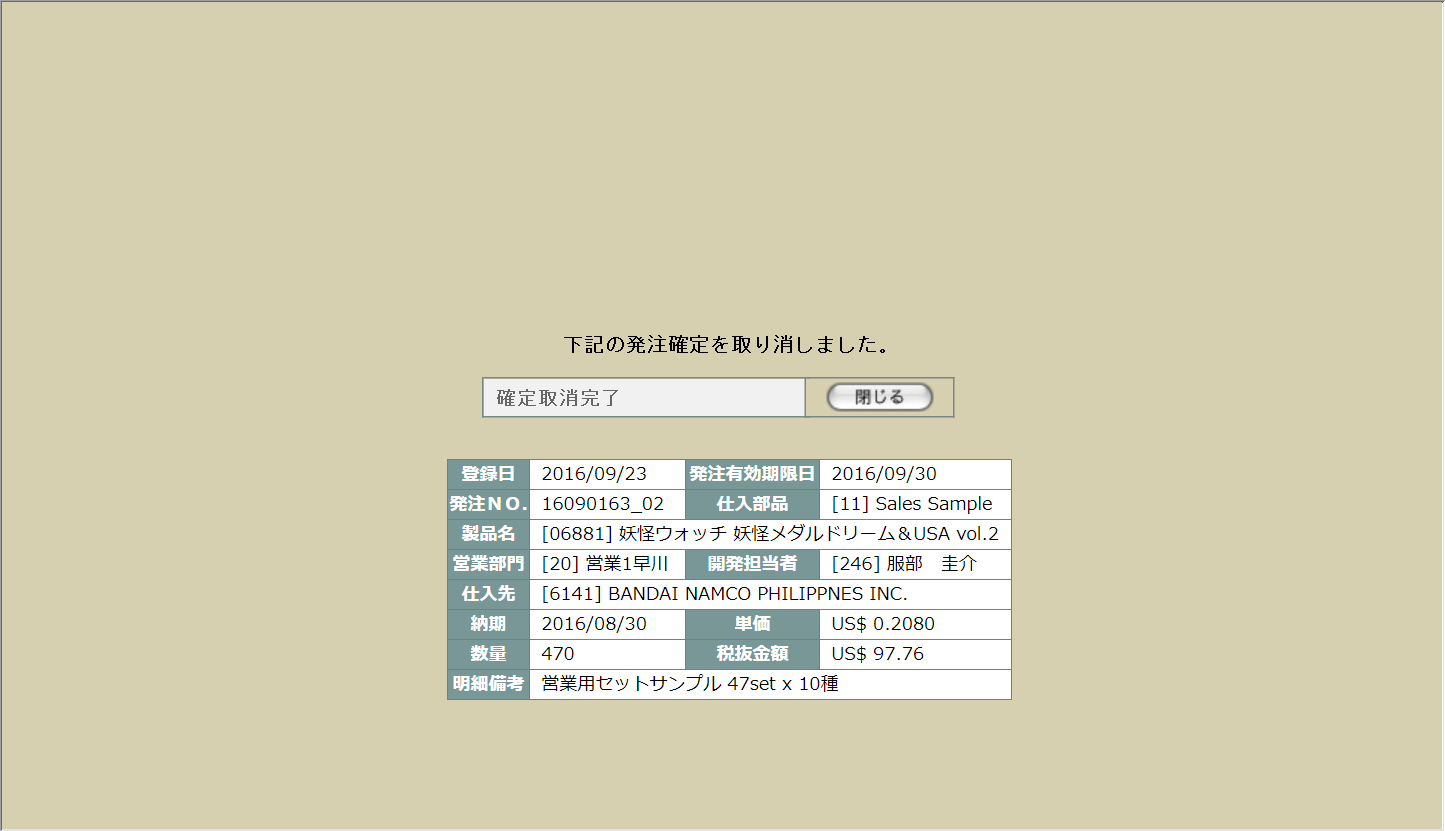 下記の発注確定を取り消しました。
確定取消完了 閉じる
登録日 2016/09/23 発注有効期限日 2016/09/30
発注ＮＯ. 16090163_02 仕入部品 [11] Sales Sample
製品名 [06881] 妖怪ウォッチ 妖怪メダルドリーム＆USA vol.2
営業部門 [20] 営業1早川 開発担当者 [246] 服部　圭介
仕入先 [6141] BANDAI NAMCO PHILIPPNES INC.
納期 2016/08/30 単価 US$ 0.2080
数量 470 税抜金額 US$ 97.76
明細備考 営業用セットサンプル 47set x 10種